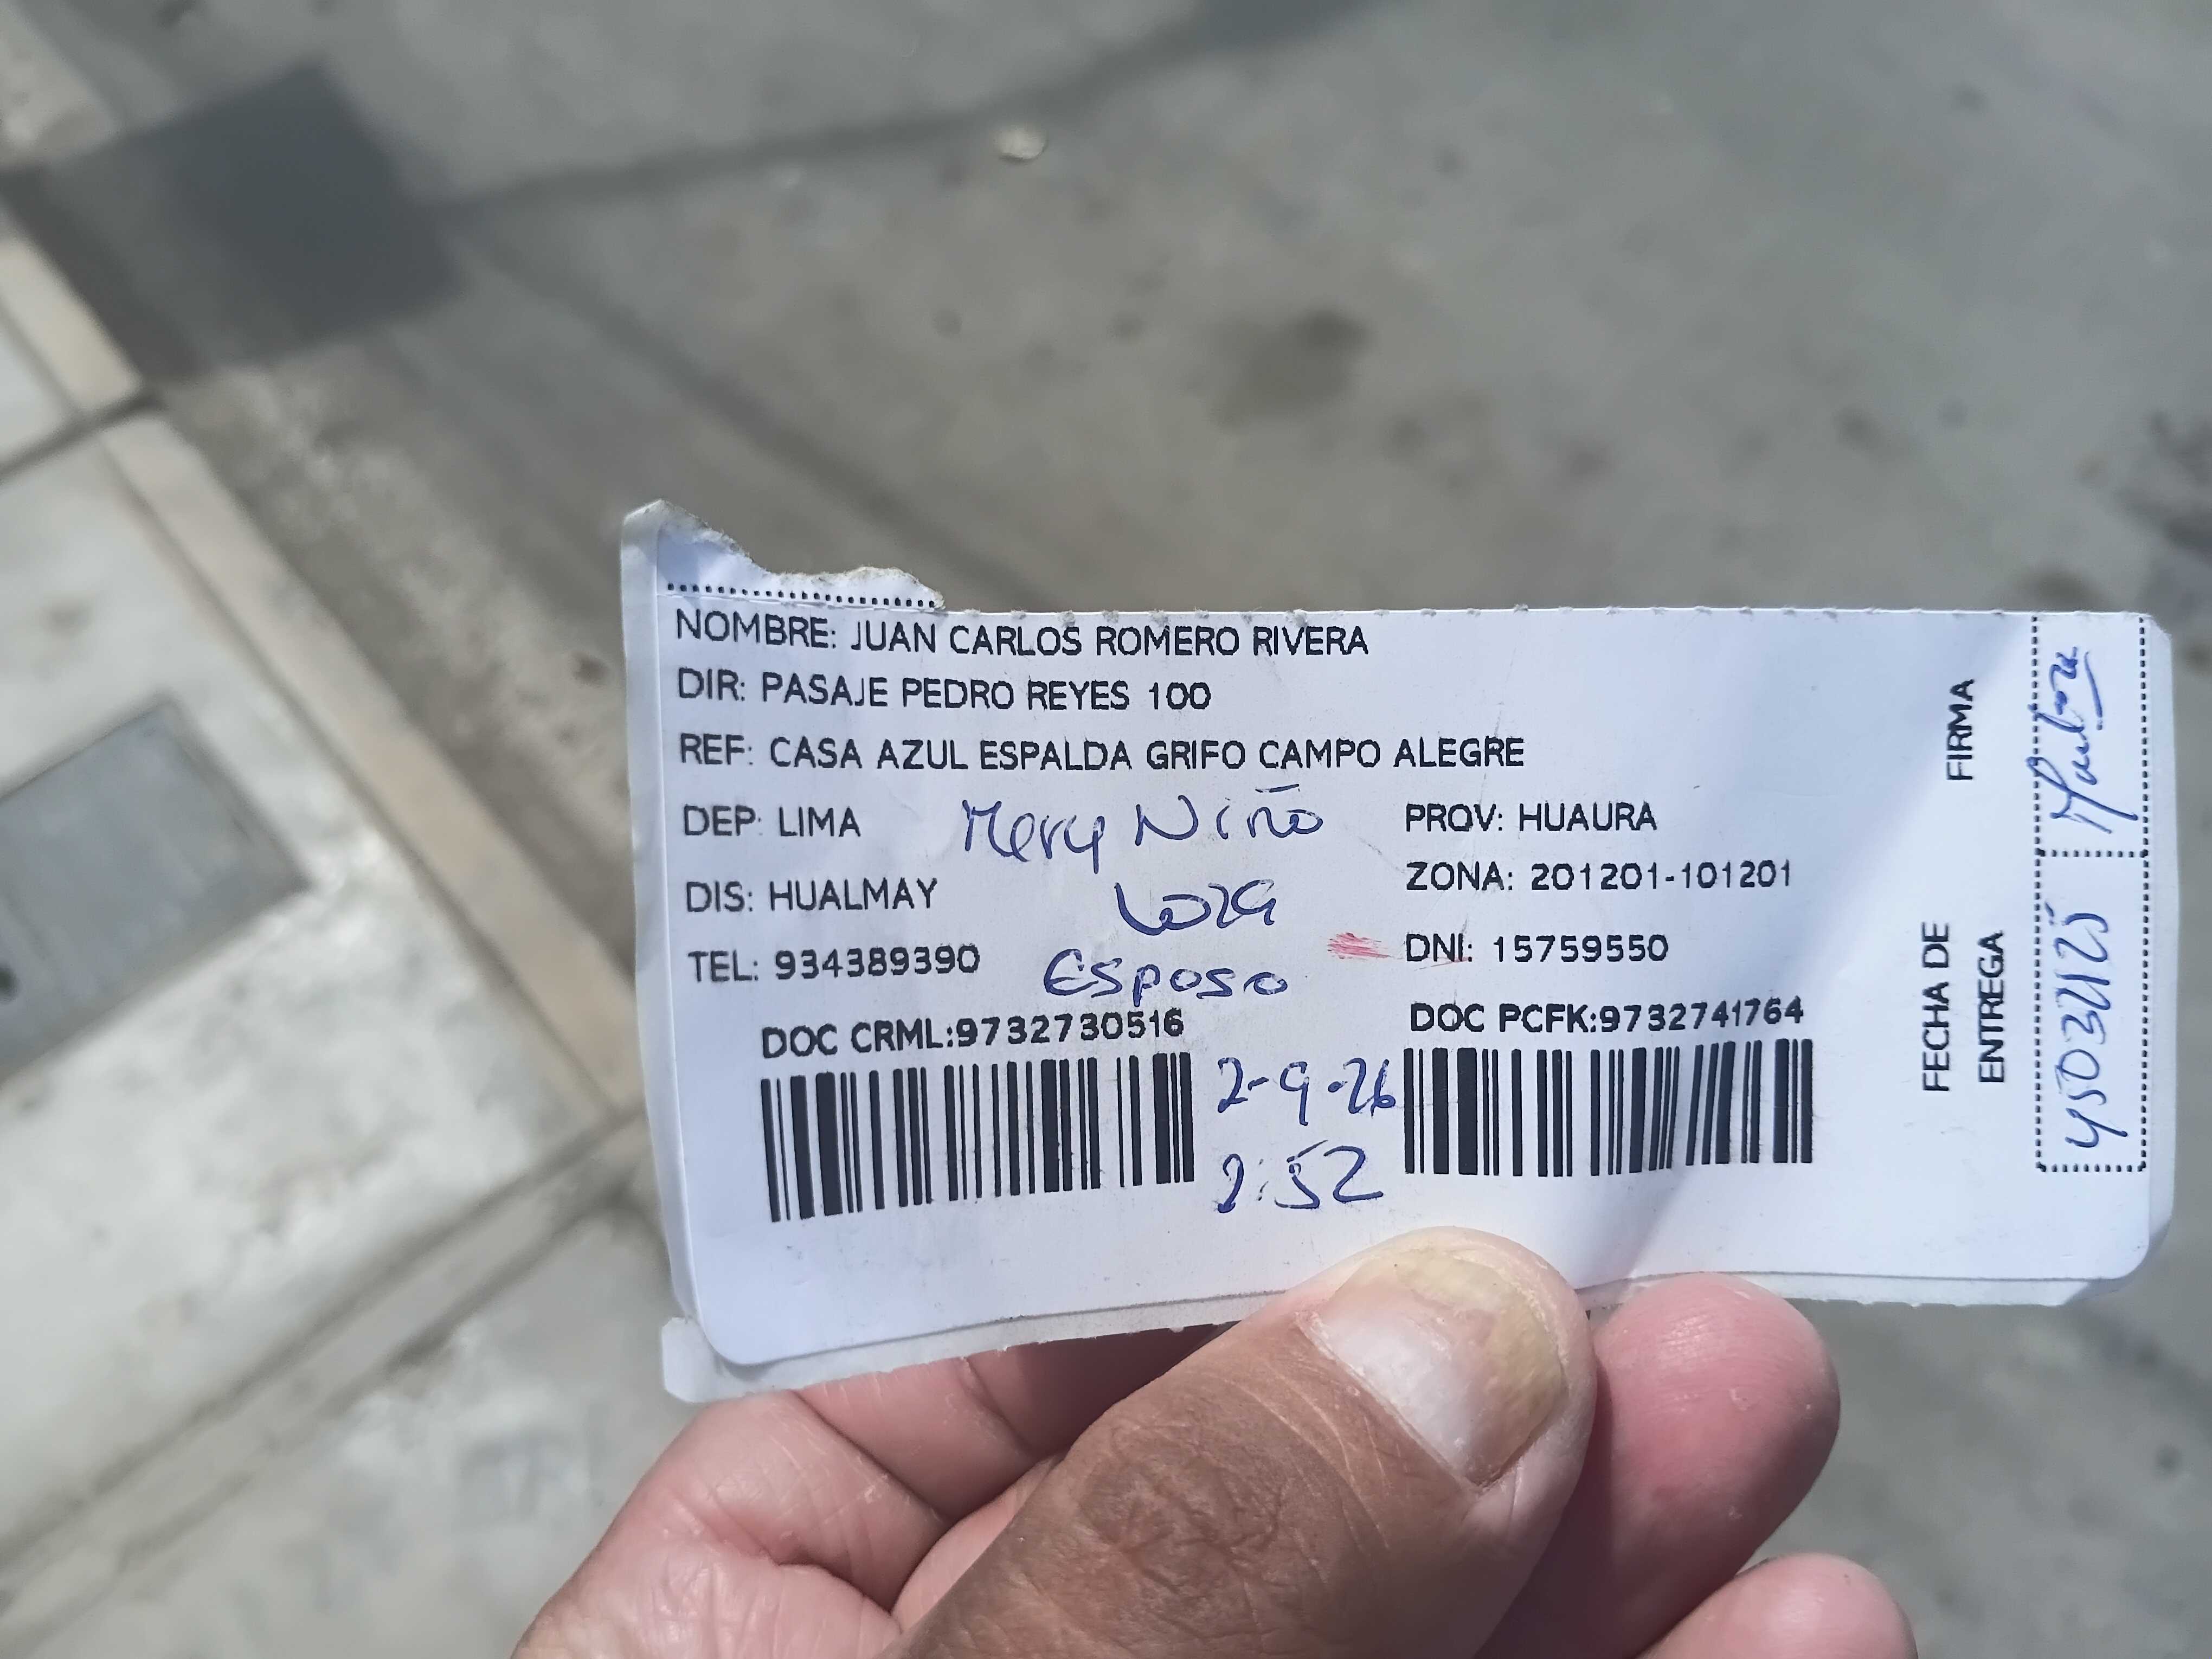 NOMBRE: JUAN CARLOS ROMERO RIVERA
DIR: PASAJE PEDRO REYES 100
REF: CASA AZUL ESPALDA GRIFO CAMPO ALEGRE
DEP: LIMA
Mery Niño
PROV: HUAURA
ZONA: 201201-101201
DIS: HUALMAY
Loza
TEL: 934389390
Esposo
DNI: 15759550
DOC CRML:9732730516
DOC PCFK:9732741764
2-9-26
:52
FIRMA
FECHA DE
ENTREGA